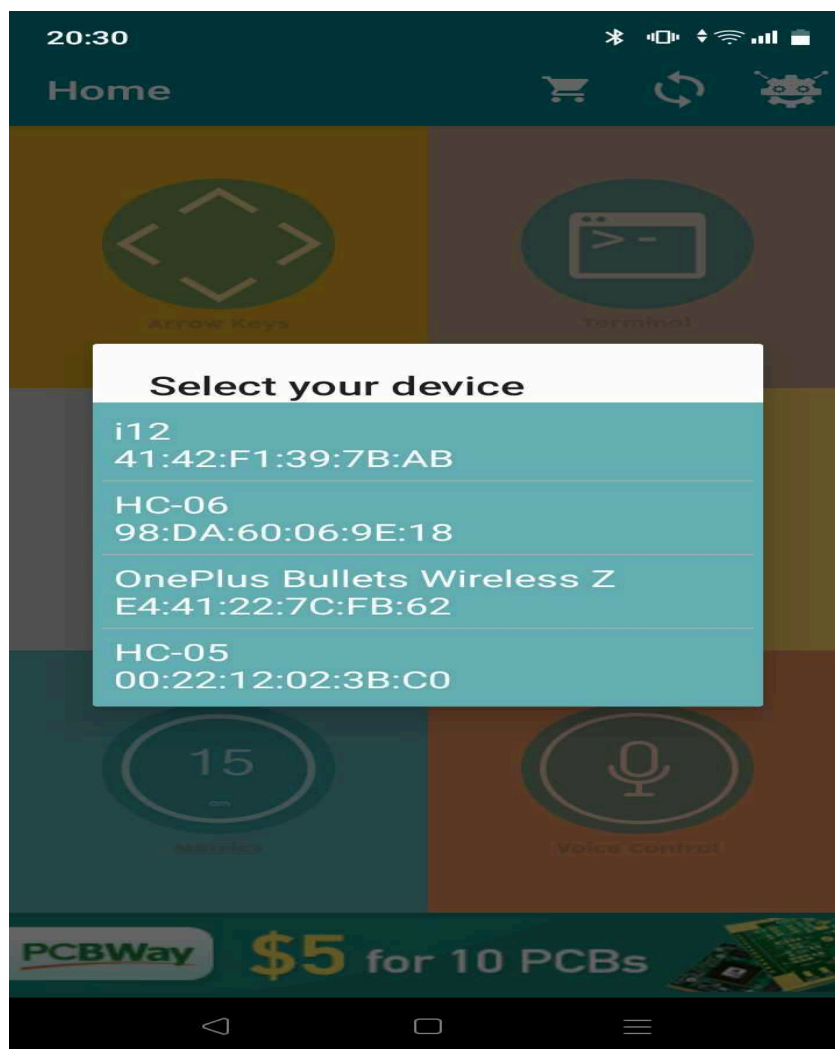 20:30
Home
Arrow Keys
Terminal
Select your device
i12
41:42:F1:39:7B:AB
HC-06
98:DA:60:06:9E:18
OnePlus Bullets Wireless Z
E4:41:22:7C:FB:62
HC-05
00:22:12:02:3B:C0
15
Metrics
Voice Control
PCBWay $5 for 10 PCBs